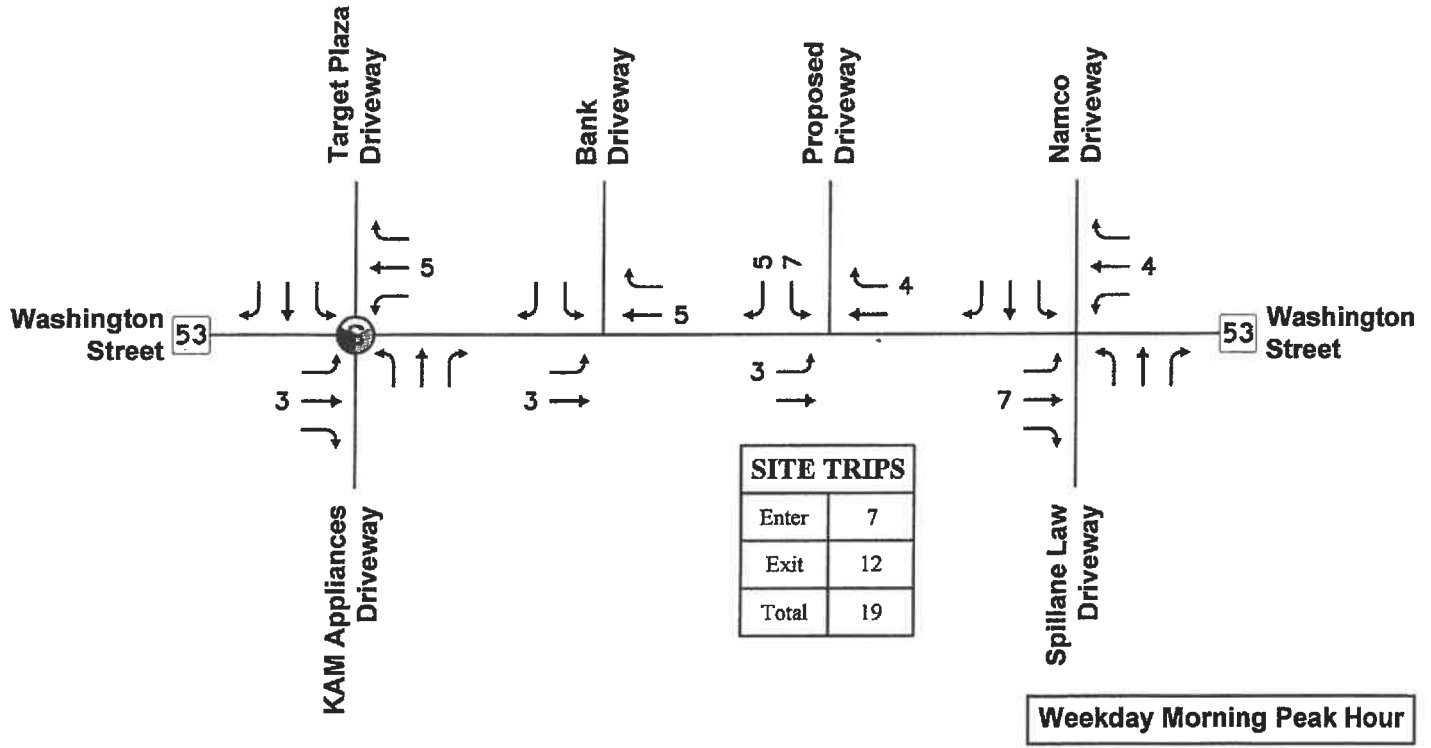 Target Plaza
Driveway
Bank
Driveway
Proposed
Driveway
Namco
Driveway
5
5
5 7
4
4
Washington
Street
53
53
Washington
Street
3
3
3
7
KAM Appliances
Driveway
Spillane Law
Driveway
SITE TRIPS
Enter 7
Exit 12
Total 19
Weekday Morning Peak Hour